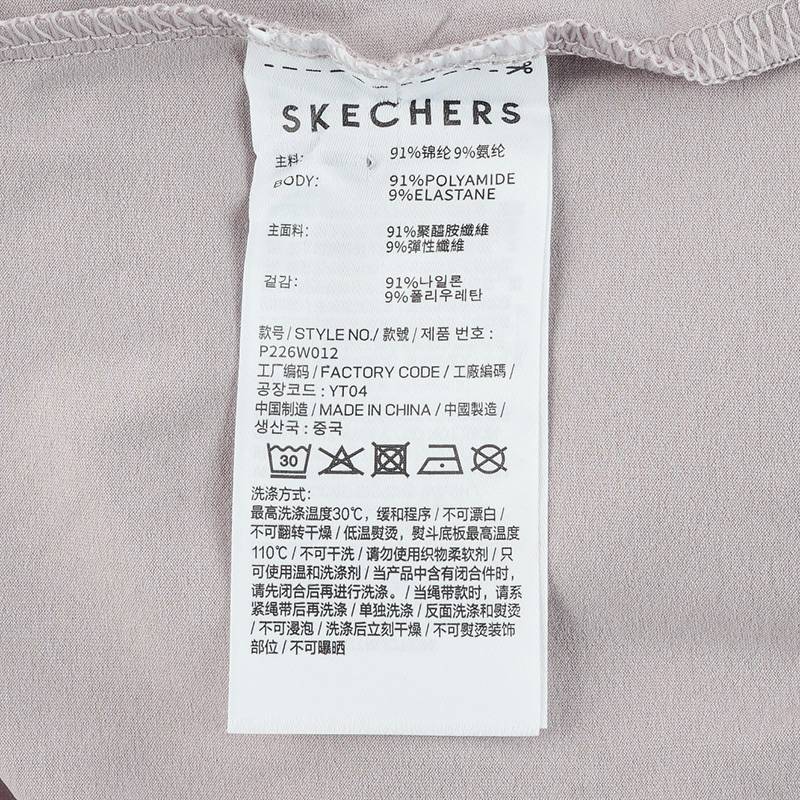 SKECHERS
主料: 91%锦纶 9%氨纶
BODY: 91%POLYAMIDE
9%ELASTANE
主面料: 91%聚醯胺纖維
9%彈性纖維
겉감: 91%나일론
9%폴리우레탄
款号 / STYLE NO./ 款號 / 제품 번호 :
P226W012
工厂编码 / FACTORY CODE / 工廠編碼 /
공장코드 : YT04
中国制造 / MADE IN CHINA / 中國製造 /
생산국 : 중국
30
洗涤方式:
最高洗涤温度30℃，缓和程序 / 不可漂白 /
不可翻转干燥 / 低温熨烫，熨斗底板最高温度
110℃ / 不可干洗 / 请勿使用织物柔软剂 / 只
可使用温和洗涤剂 / 当产品中含有闭合件时，
请先闭合后再进行洗涤。/ 当绳带款时，请系
紧绳带后再洗涤 / 单独洗涤 / 反面洗涤和熨烫
/ 不可浸泡 / 洗涤后立刻干燥 / 不可熨烫装饰
部位 / 不可曝晒